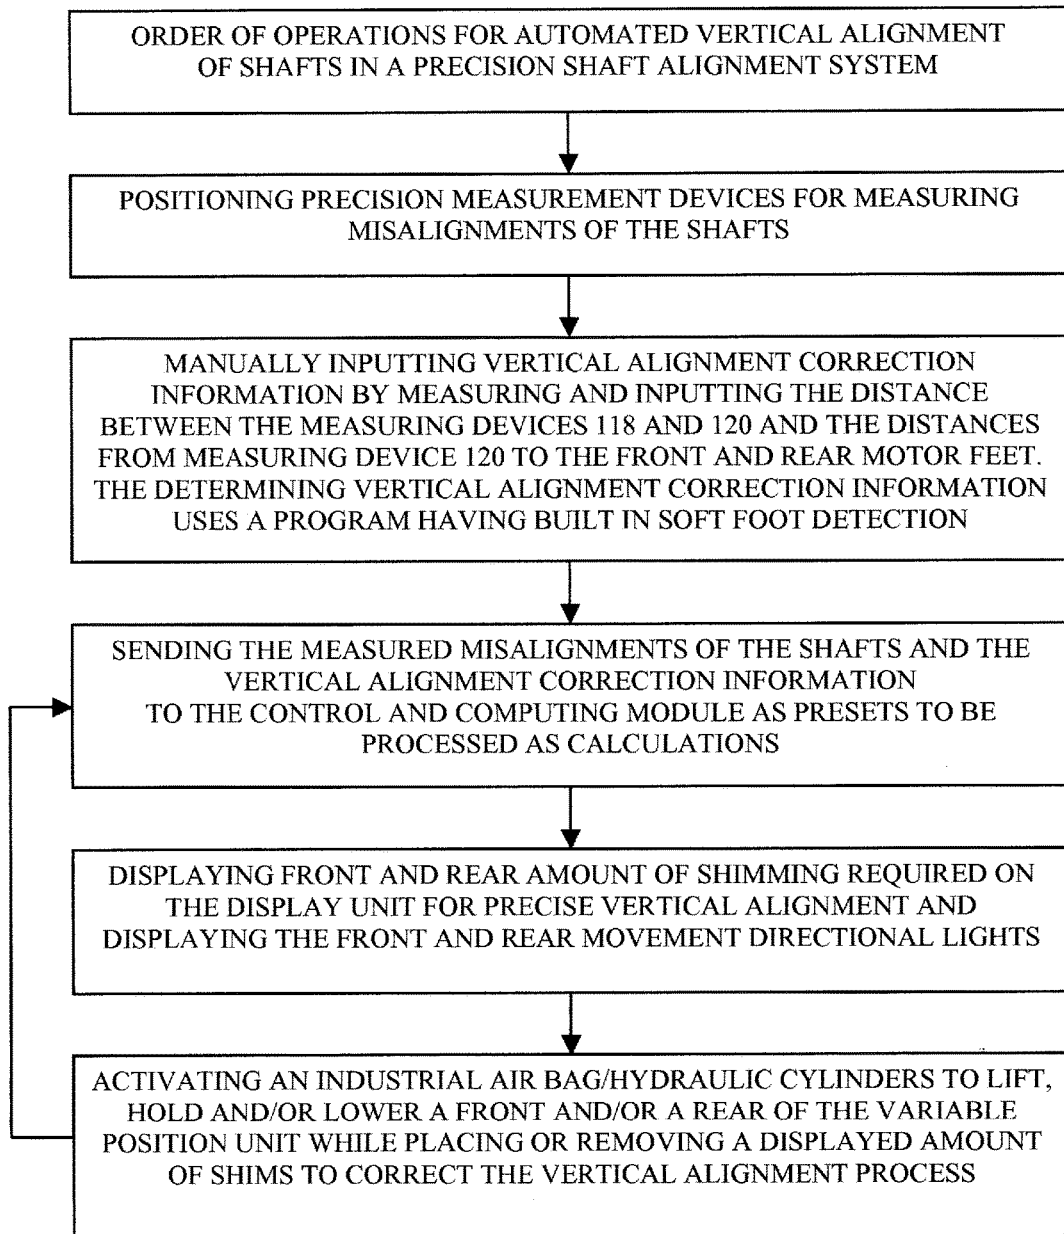 ORDER OF OPERATIONS FOR AUTOMATED VERTICAL ALIGNMENT
OF SHAFTS IN A PRECISION SHAFT ALIGNMENT SYSTEM
POSITIONING PRECISION MEASUREMENT DEVICES FOR MEASURING
MISALIGNMENTS OF THE SHAFTS
MANUALLY INPUTTING VERTICAL ALIGNMENT CORRECTION
INFORMATION BY MEASURING AND INPUTTING THE DISTANCE
BETWEEN THE MEASURING DEVICES 118 AND 120 AND THE DISTANCES
FROM MEASURING DEVICE 120 TO THE FRONT AND REAR MOTOR FEET.
THE DETERMINING VERTICAL ALIGNMENT CORRECTION INFORMATION
USES A PROGRAM HAVING BUILT IN SOFT FOOT DETECTION
SENDING THE MEASURED MISALIGNMENTS OF THE SHAFTS AND THE
VERTICAL ALIGNMENT CORRECTION INFORMATION
TO THE CONTROL AND COMPUTING MODULE AS PRESETS TO BE
PROCESSED AS CALCULATIONS
DISPLAYING FRONT AND REAR AMOUNT OF SHIMMING REQUIRED ON
THE DISPLAY UNIT FOR PRECISE VERTICAL ALIGNMENT AND
DISPLAYING THE FRONT AND REAR MOVEMENT DIRECTIONAL LIGHTS
ACTIVATING AN INDUSTRIAL AIR BAG/HYDRAULIC CYLINDERS TO LIFT,
HOLD AND/OR LOWER A FRONT AND/OR A REAR OF THE VARIABLE
POSITION UNIT WHILE PLACING OR REMOVING A DISPLAYED AMOUNT
OF SHIMS TO CORRECT THE VERTICAL ALIGNMENT PROCESS